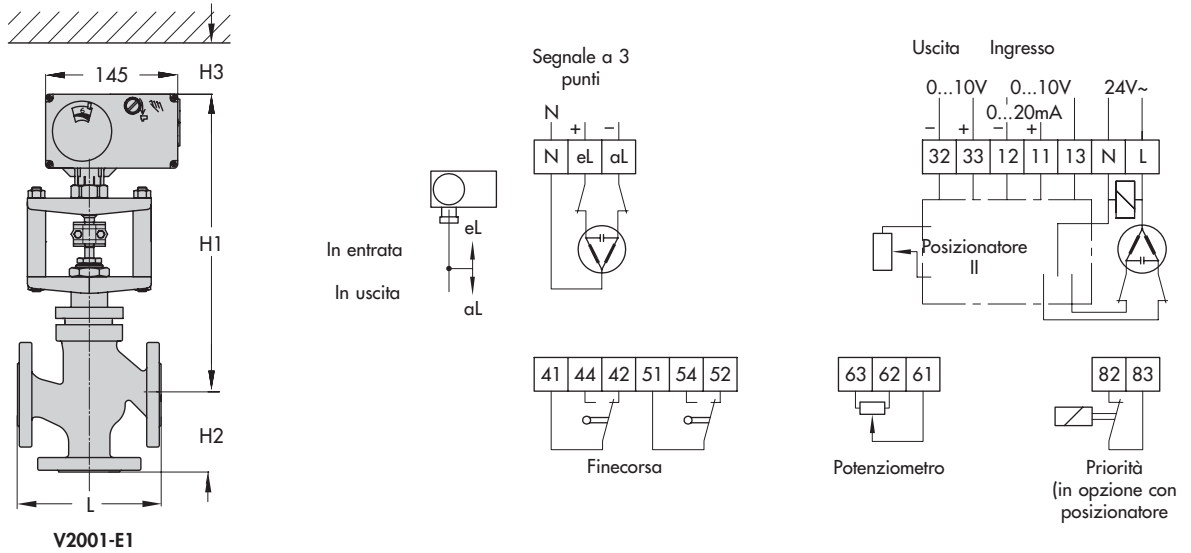 145
H3
H1
H2
L
V2001-E1
In entrata
In uscita
eL
aL
Segnale a 3
punti
N
+ −
N eL aL
Uscita Ingresso
0...10V 0...10V 24V~
0...20mA
− + − +
32 33 12 11 13 N L
Posizionatore
II
41 44 42 51 54 52
Finecorsa
63 62 61
Potenziometro
82 83
Priorità
(in opzione con
posizionatore